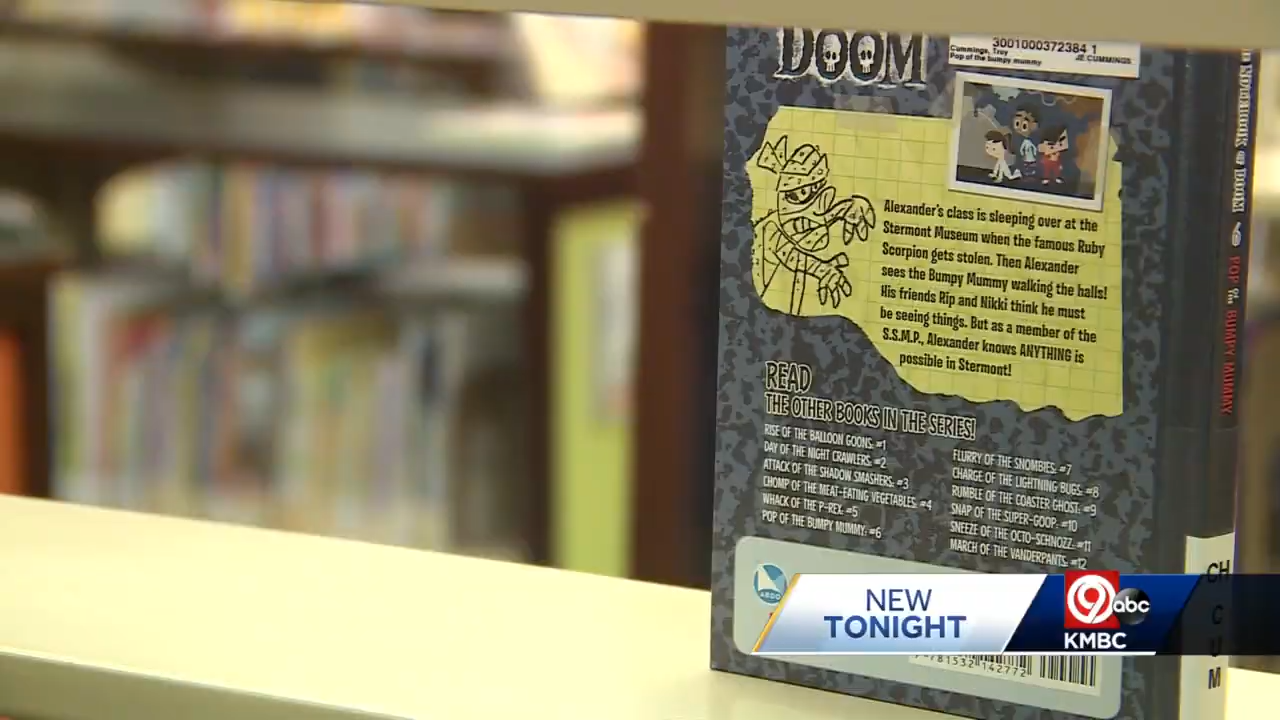 DOOM
3001000372384 1
Cummings, Troy
Pop of the bumpy mummy
JE CUMMINGS
Alexander's class is sleeping over at the
Stermont Museum when the famous Ruby
Scorpion gets stolen. Then Alexander
sees the Bumpy Mummy walking the halls!
His friends Rip and Nikki think he must
be seeing things. But as a member of the
S.S.M.P., Alexander knows ANYTHING is
possible in Stermont!
READ
THE OTHER BOOKS IN THE SERIES!
RISE OF THE BALLOON GOONS: #1
DAY OF THE NIGHT CRAWLERS: #2
ATTACK OF THE SHADOW SMASHERS: #3
CHOMP OF THE MEAT-EATING VEGETABLES: #4
WHACK OF THE P-REX: #5
POP OF THE BUMPY MUMMY: #6
FLURRY OF THE SNOMBIES: #7
CHARGE OF THE LIGHTNING BUGS: #8
RUMBLE OF THE COASTER GHOST: #9
SNAP OF THE SUPER-GOOP: #10
SNEEZE OF THE OCTO-SCHNOZZ: #11
MARCH OF THE VANDERPANTS: #12
ABDO
781532 142772
NOTEBOOK OF DOOM 6 POP OF THE BUMPY MUMMY
CH
C
U
M
NEW
TONIGHT
9 abc
KMBC